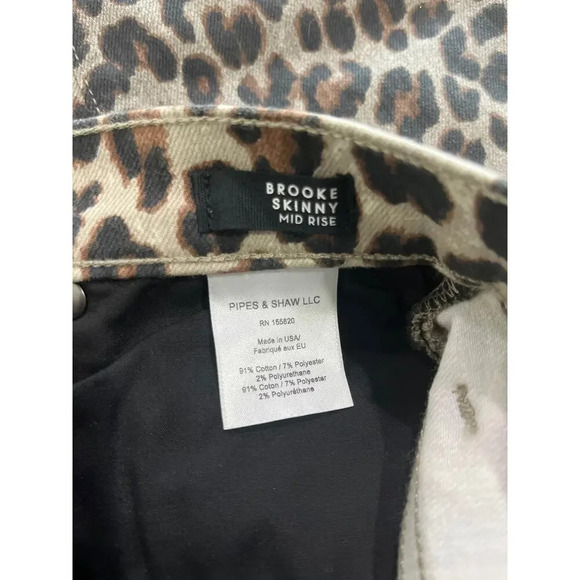 BROOKE
SKINNY
MID RISE
PIPES & SHAW LLC
RN 155820
Made in USA/
Fabriqué aux EU
91% Cotton / 7% Polyester
2% Polyurethane
91% Cotton / 7% Polyester
2% Polyuréthane